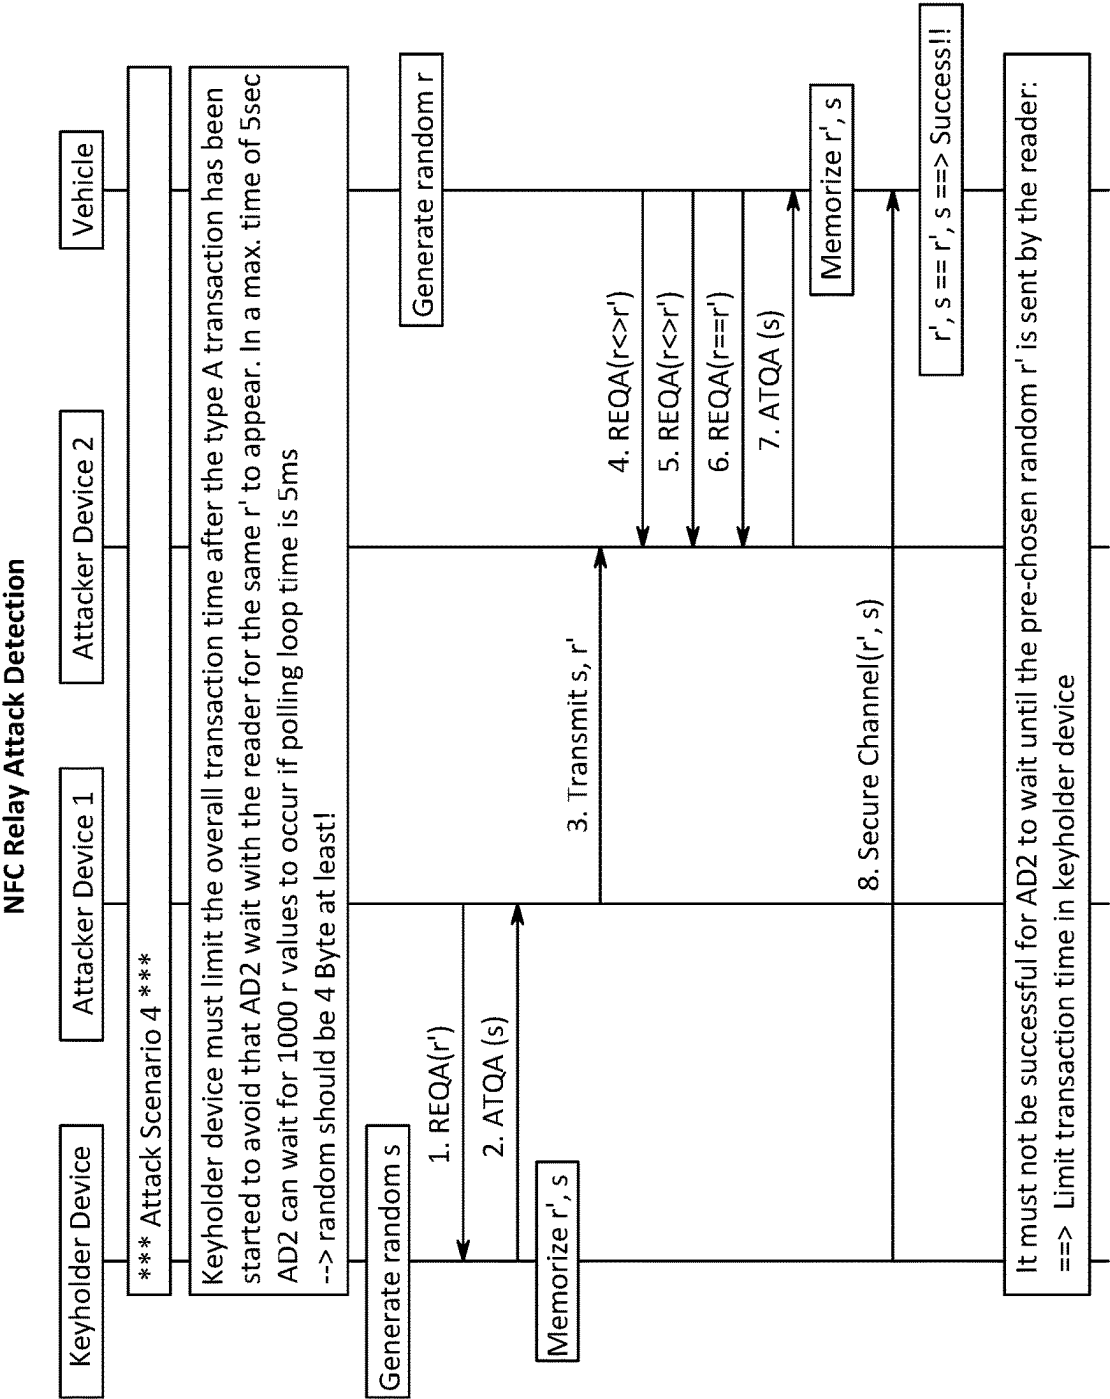 NFC Relay Attack Detection
Keyholder Device
Attacker Device 1
Attacker Device 2
Vehicle
*** Attack Scenario 4 ***
Keyholder device must limit the overall transaction time after the type A transaction has been
started to avoid that AD2 wait with the reader for the same r' to appear. In a max. time of 5sec
AD2 can wait for 1000 r values to occur if polling loop time is 5ms
--> random should be 4 Byte at least!
Generate random s
Generate random r
1. REQA(r')
2. ATQA (s)
Memorize r', s
3. Transmit s, r'
4. REQA(r<>r')
5. REQA(r<>r')
6. REQA(r==r')
7. ATQA (s)
Memorize r', s
8. Secure Channel(r', s)
r', s == r', s ==> Success!!
It must not be successful for AD2 to wait until the pre-chosen random r' is sent by the reader:
==> Limit transaction time in keyholder device